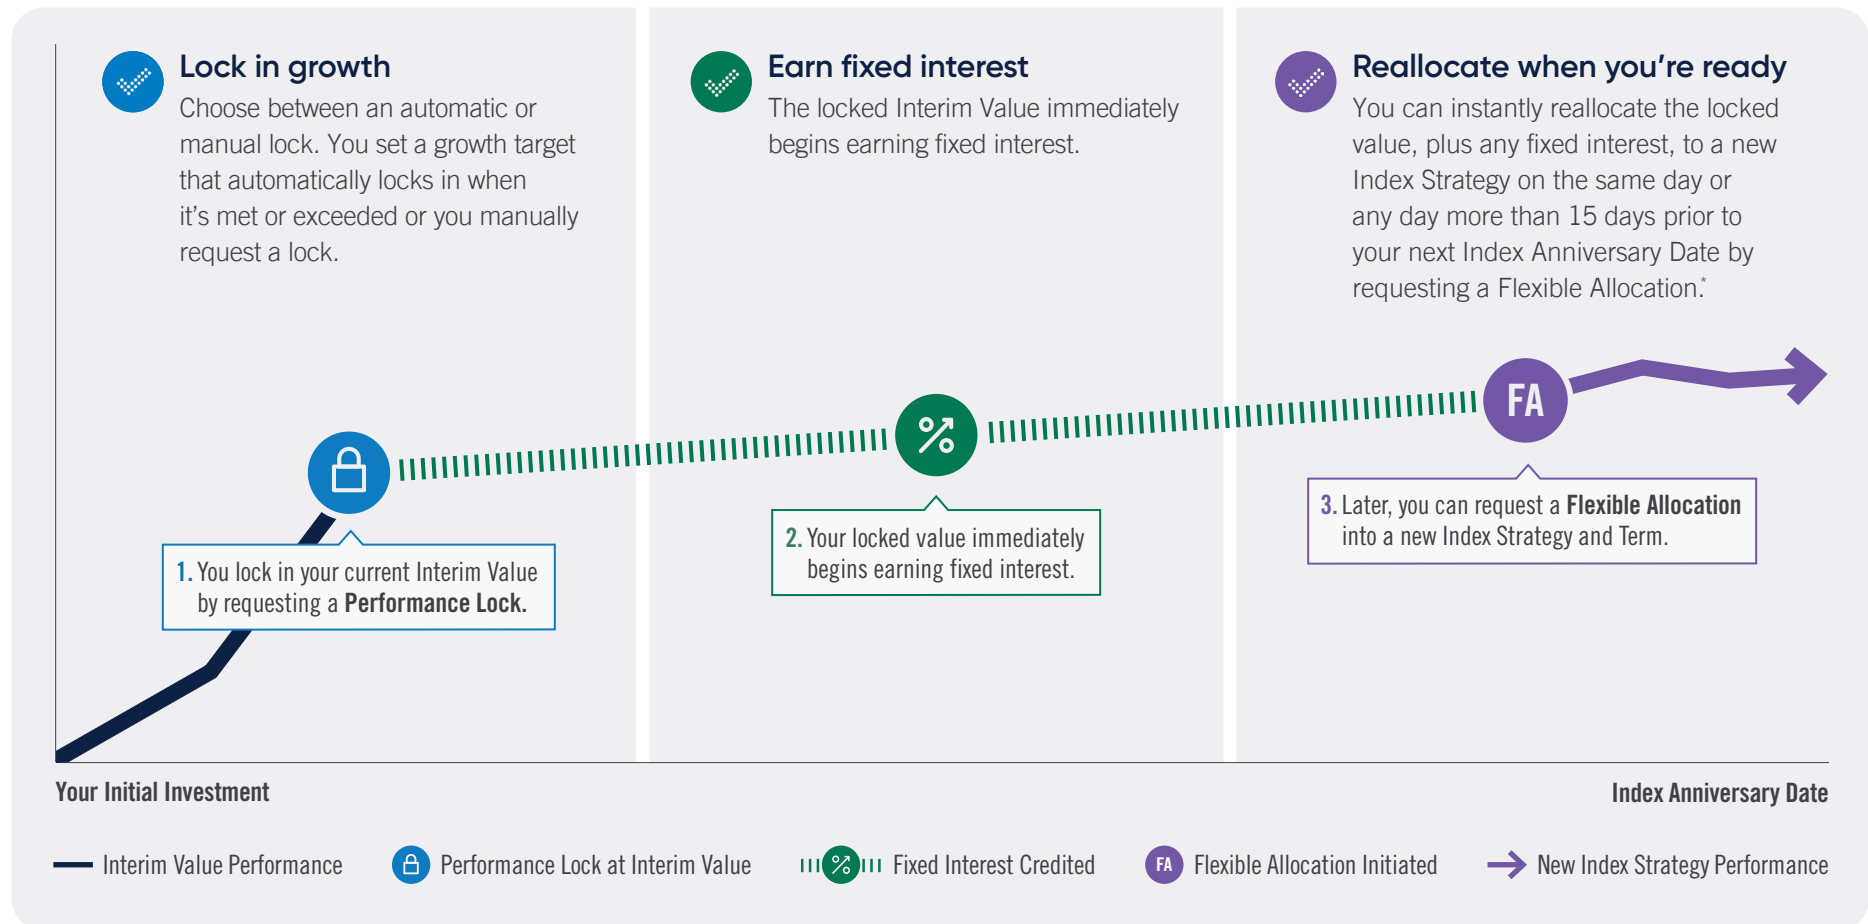 Lock in growth
Choose between an automatic or
manual lock. You set a growth target
that automatically locks in when
it's met or exceeded or you manually
request a lock.
Earn fixed interest
The locked Interim Value immediately
begins earning fixed interest.
Reallocate when you're ready
You can instantly reallocate the locked
value, plus any fixed interest, to a new
Index Strategy on the same day or
any day more than 15 days prior to
your next Index Anniversary Date by
requesting a Flexible Allocation.*
FA
1. You lock in your current Interim Value
by requesting a Performance Lock.
2. Your locked value immediately
begins earning fixed interest.
3. Later, you can request a Flexible Allocation
into a new Index Strategy and Term.
Your Initial Investment
Index Anniversary Date
Interim Value Performance
Performance Lock at Interim Value
% Fixed Interest Credited
FA Flexible Allocation Initiated
New Index Strategy Performance